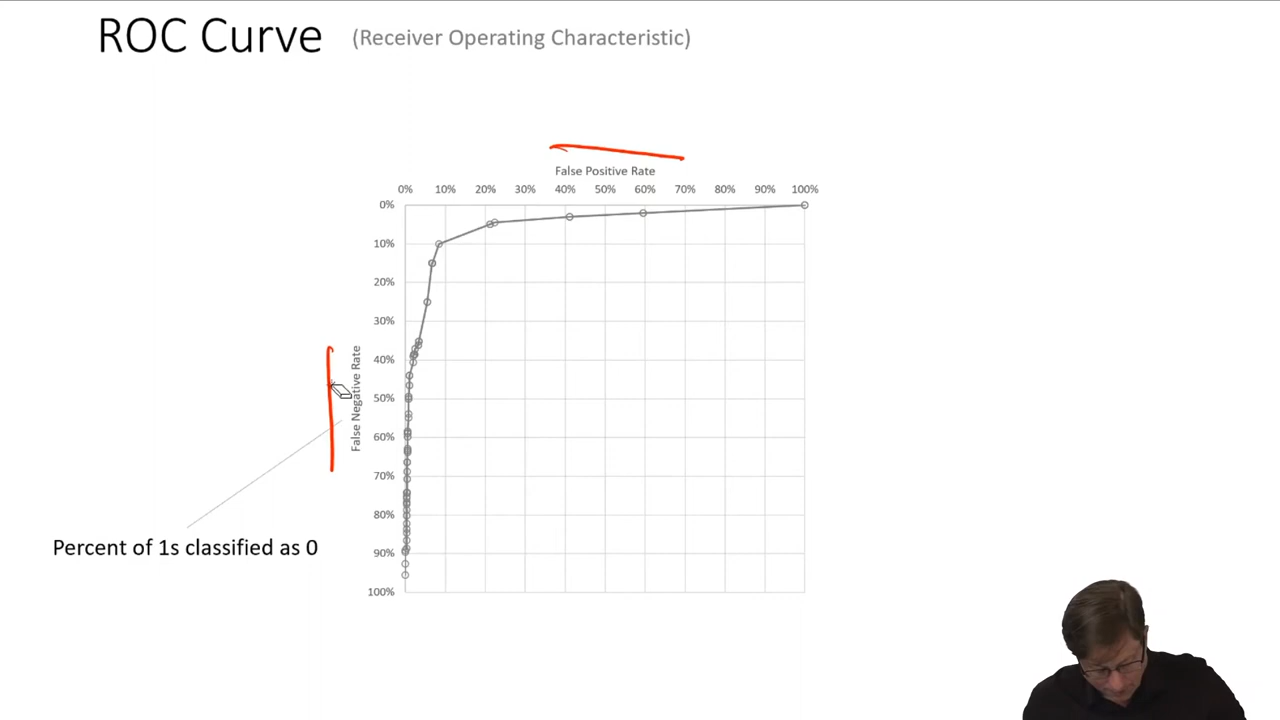 ROC Curve (Receiver Operating Characteristic)
False Positive Rate
0% 10% 20% 30% 40% 50% 60% 70% 80% 90% 100%
0%
10%
20%
30%
40%
50%
60%
70%
80%
90%
100%
False Negative Rate
Percent of 1s classified as 0